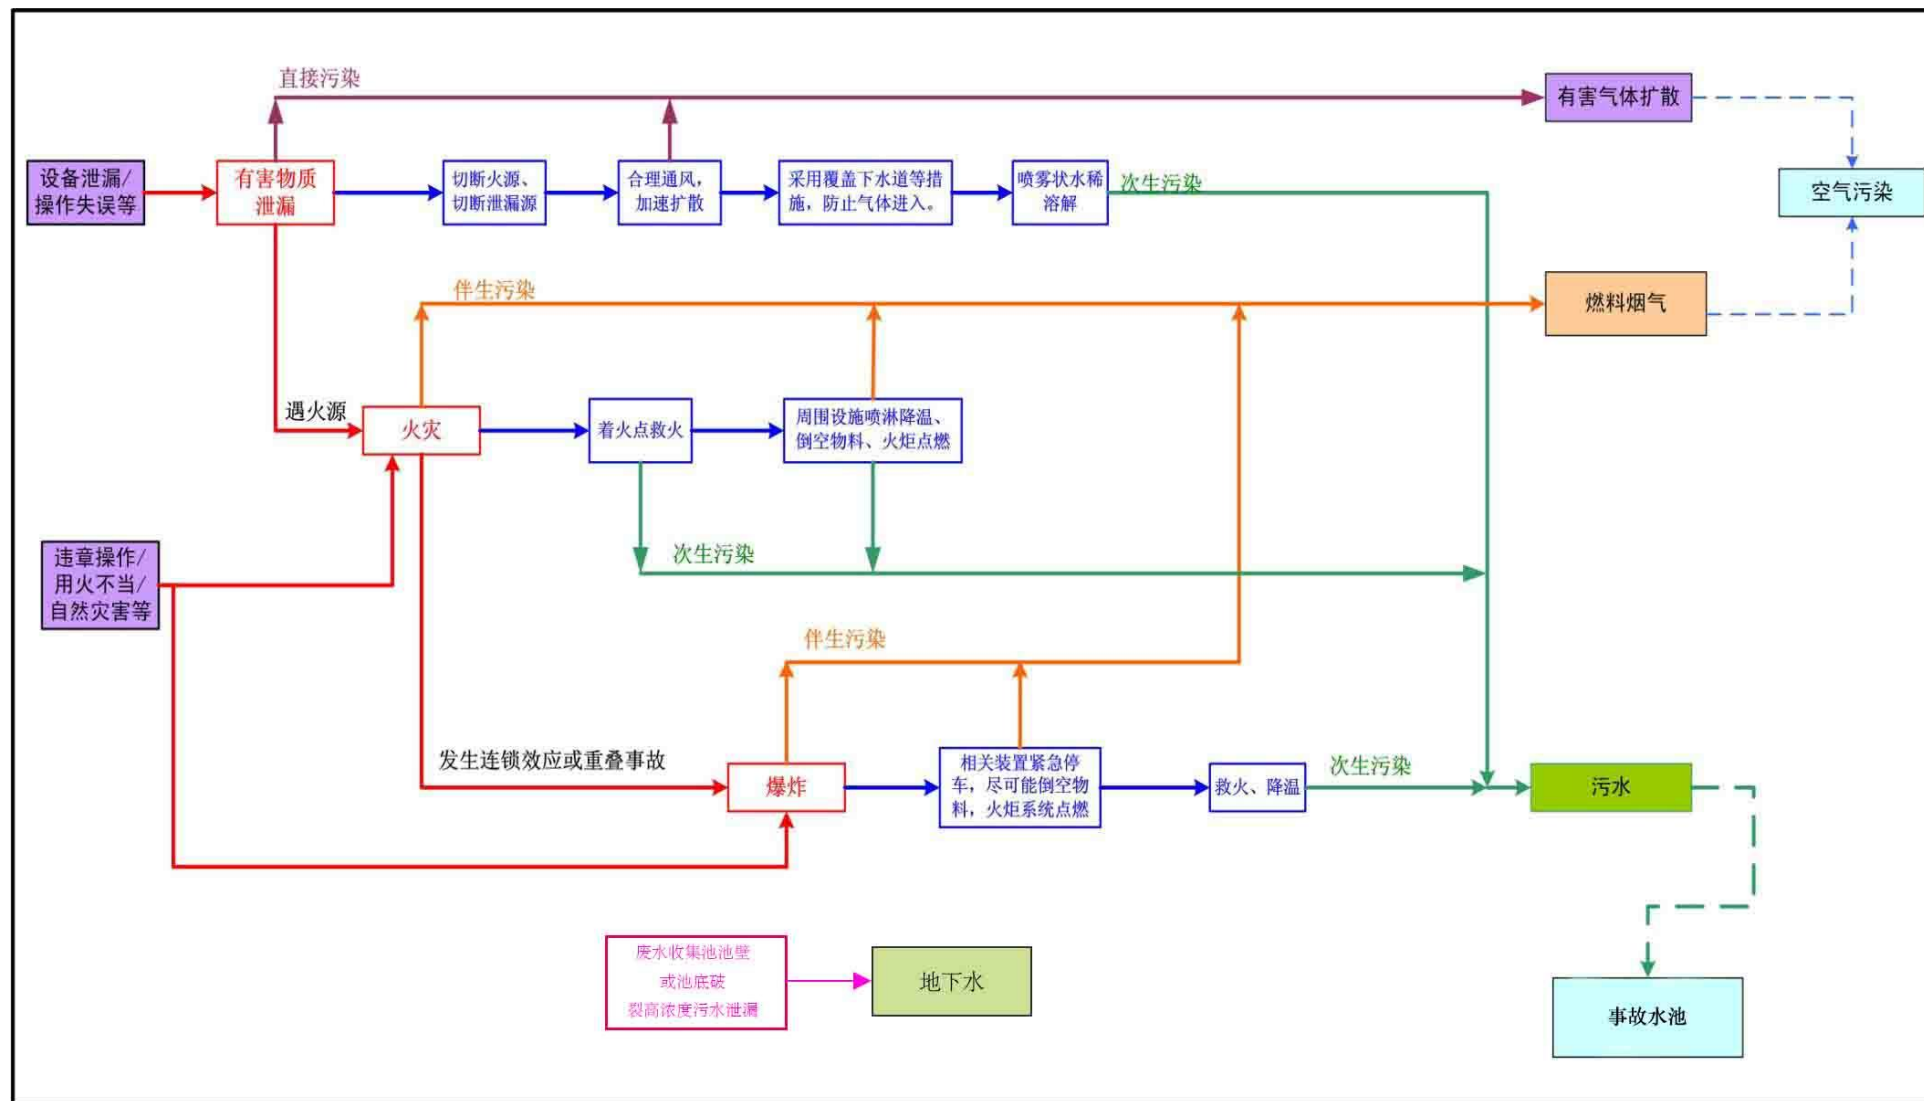 直接污染
有害气体扩散
设备泄漏/
操作失误等
有害物质
泄漏
切断火源、
切断泄漏源
合理通风，
加速扩散
采用覆盖下水道等措
施，防止气体进入。
喷雾状水稀
溶解
次生污染
空气污染
伴生污染
燃料烟气
遇火源
火灾
着火点救火
周围设施喷淋降温、
倒空物料、火炬点燃
违章操作/
用火不当/
自然灾害等
次生污染
伴生污染
发生连锁效应或重叠事故
爆炸
相关装置紧急停
车，尽可能倒空物
料，火炬系统点燃
救火、降温
次生污染
污水
废水收集池池壁
或池底破
裂高浓度污水泄漏
地下水
事故水池